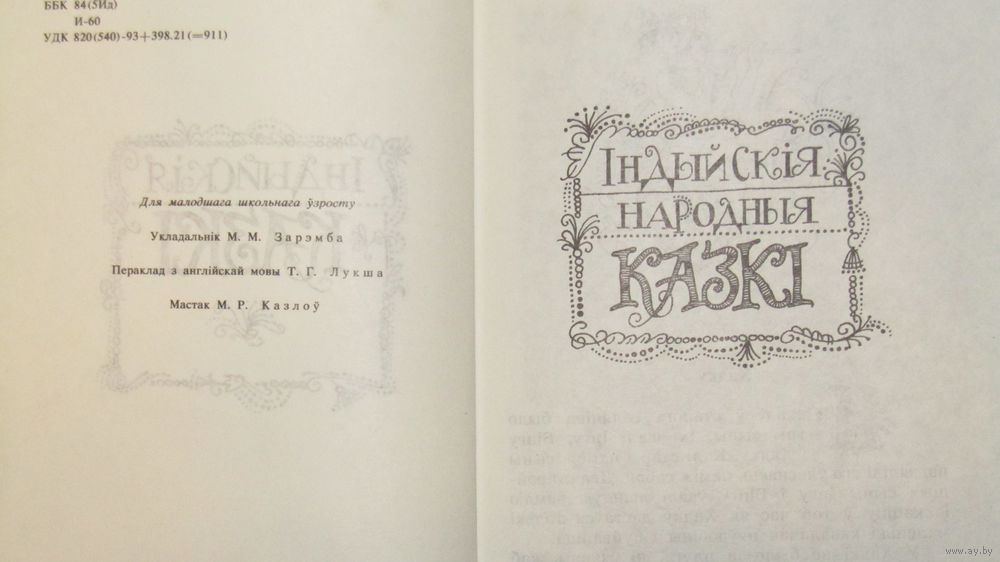 ББК 84(5Ид)
И-60
УДК 820(540)-93+398.21(=911)
Для малодшага школьнага ўзросту
Укладальнік М. М. Зарэмба
Пераклад з англійскай мовы Т. Г. Лукша
Мастак М. Р. Казлоў
ІНДЫЙСКІЯ
НАРОДНЫЯ
КАЗКІ
www.ay.by